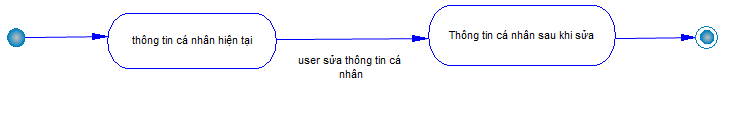 thông tin cá nhân hiện tại
Thông tin cá nhân sau khi sửa
user sửa thông tin cá
nhân